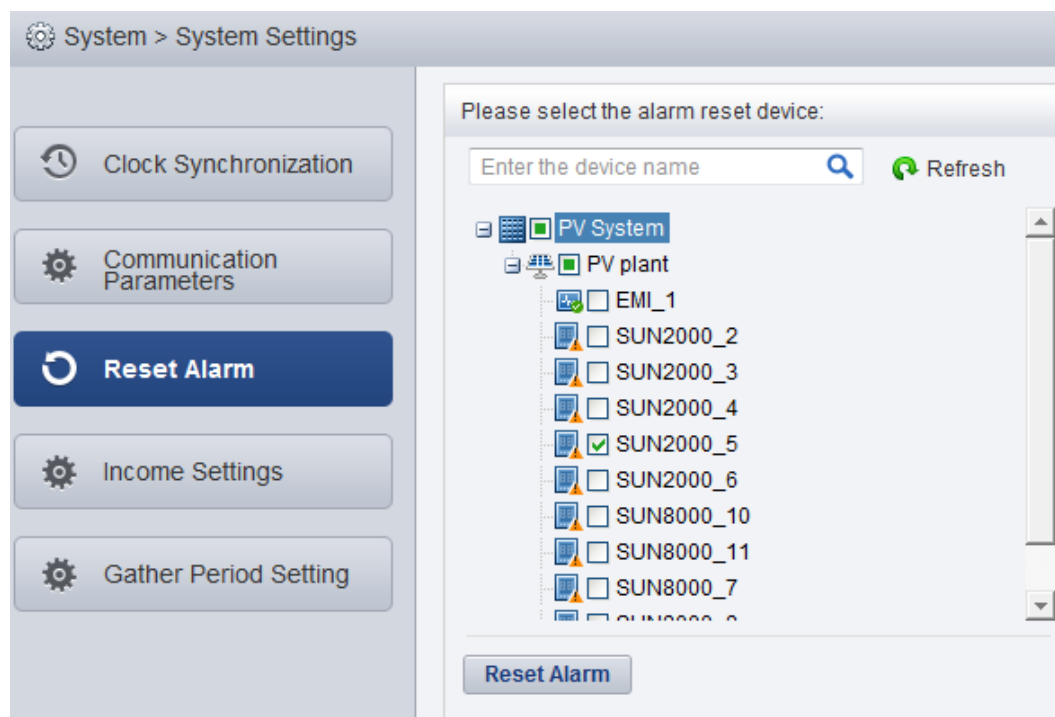 System > System Settings
Clock Synchronization
Communication
Parameters
Reset Alarm
Income Settings
Gather Period Setting
Please select the alarm reset device:
Enter the device name
Refresh
PV System
PV plant
EMI_1
SUN2000_2
SUN2000_3
SUN2000_4
SUN2000_5
SUN2000_6
SUN8000_10
SUN8000_11
SUN8000_7
Reset Alarm